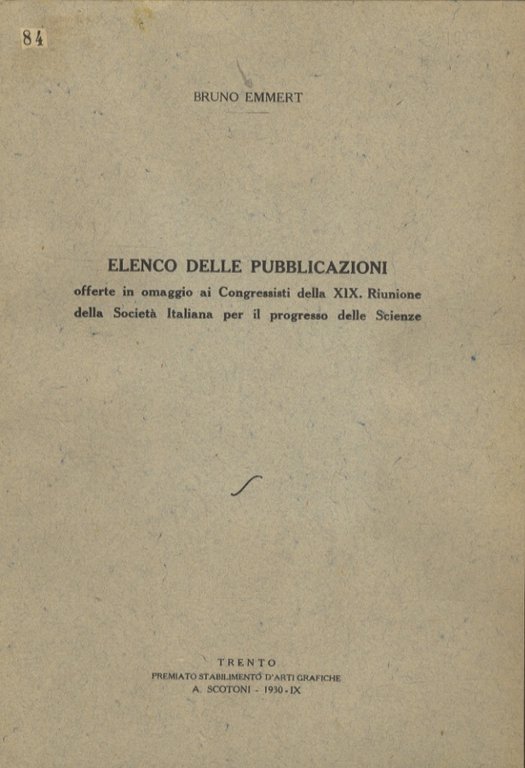 84
BRUNO EMMERT
ELENCO DELLE PUBBLICAZIONI
offerte in omaggio ai Congressisti della XIX. Riunione
della Società Italiana per il progresso delle Scienze
TRENTO
PREMIATO STABILIMENTO D'ARTI GRAFICHE
A. SCOTONI - 1930-IX